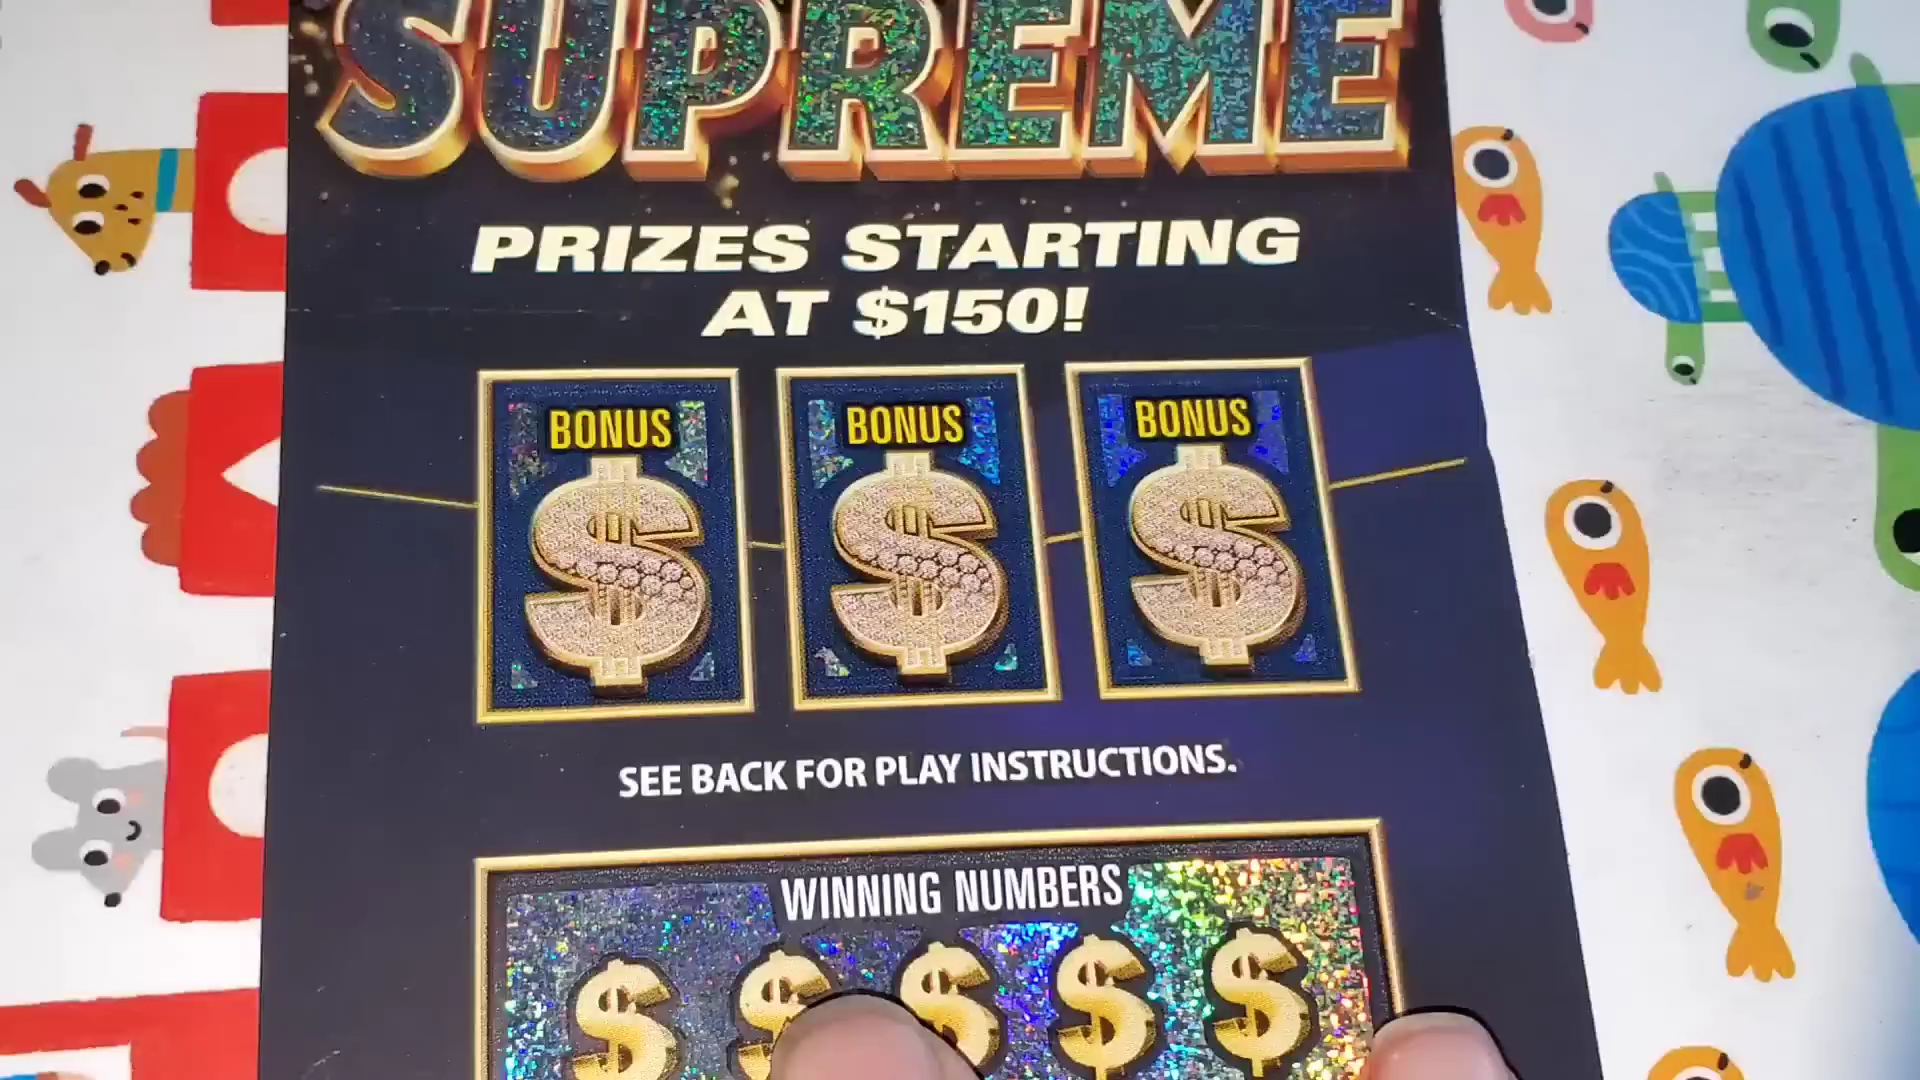 SUPREME
PRIZES STARTING
AT $150!
BONUS BONUS BONUS
$ $ $
SEE BACK FOR PLAY INSTRUCTIONS.
WINNING NUMBERS
$ $ $ $ $